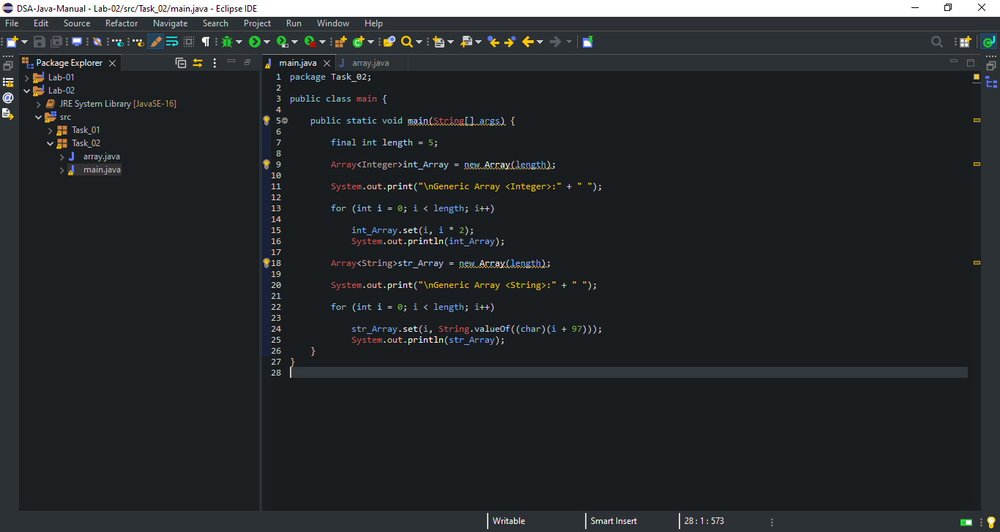 DSA-Java-Manual - Lab-02/src/Task_02/main.java - Eclipse IDE
File Edit Source Refactor Navigate Search Project Run Window Help
Package Explorer
Lab-01
Lab-02
JRE System Library [JavaSE-16]
src
Task_01
Task_02
array.java
main.java
main.java array.java
1 package Task_02;
2
3 public class main {
4
5 public static void main(String[] args) {
6
7 final int length = 5;
8
9 Array<Integer>int_Array = new Array(length);
10
11 System.out.print("\nGeneric Array <Integer>:" + " ");
12
13 for (int i = 0; i < length; i++)
14
15 int_Array.set(i, i * 2);
16 System.out.println(int_Array);
17
18 Array<String>str_Array = new Array(length);
19
20 System.out.print("\nGeneric Array <String>:" + " ");
21
22 for (int i = 0; i < length; i++)
23
24 str_Array.set(i, String.valueOf((char)(i + 97)));
25 System.out.println(str_Array);
26 }
27 }
28
Writable Smart Insert 28 : 1 : 573